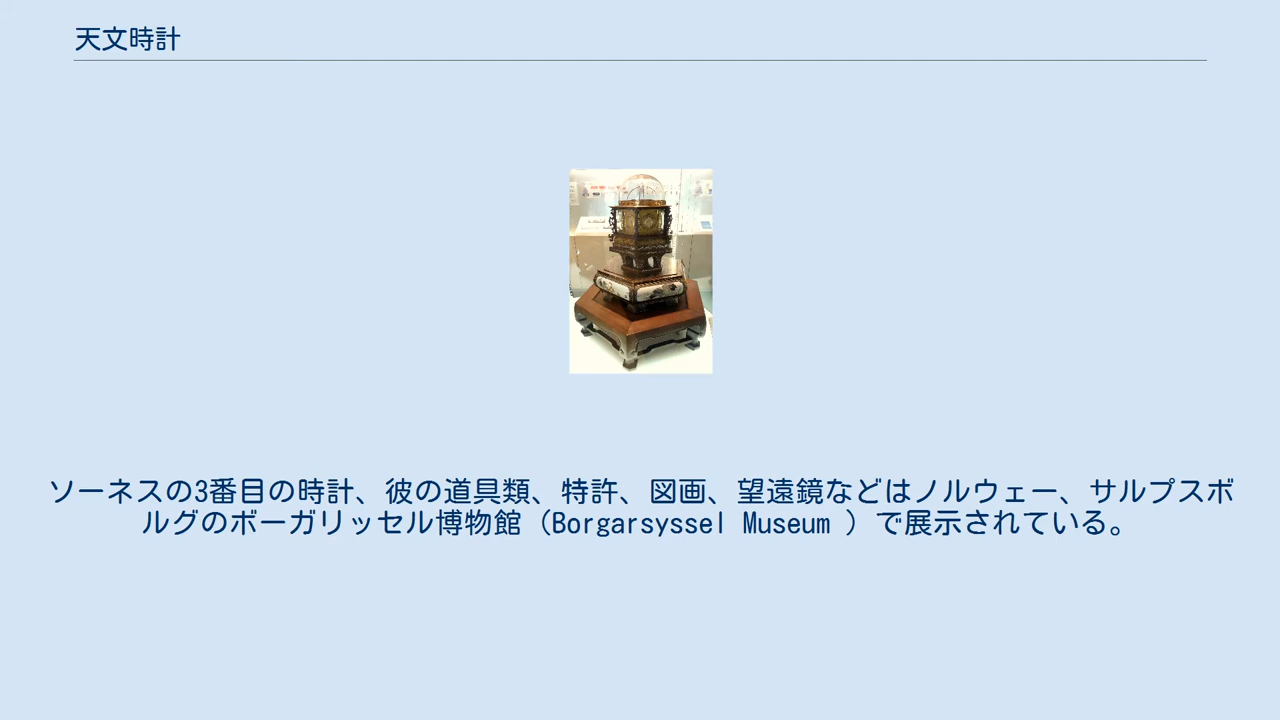 天文時計
ソーネスの3番目の時計、彼の道具類、特許、図画、望遠鏡などはノルウェー、サルプスボ
ルグのボーガリッセル博物館（Borgarsyssel Museum ）で展示されている。